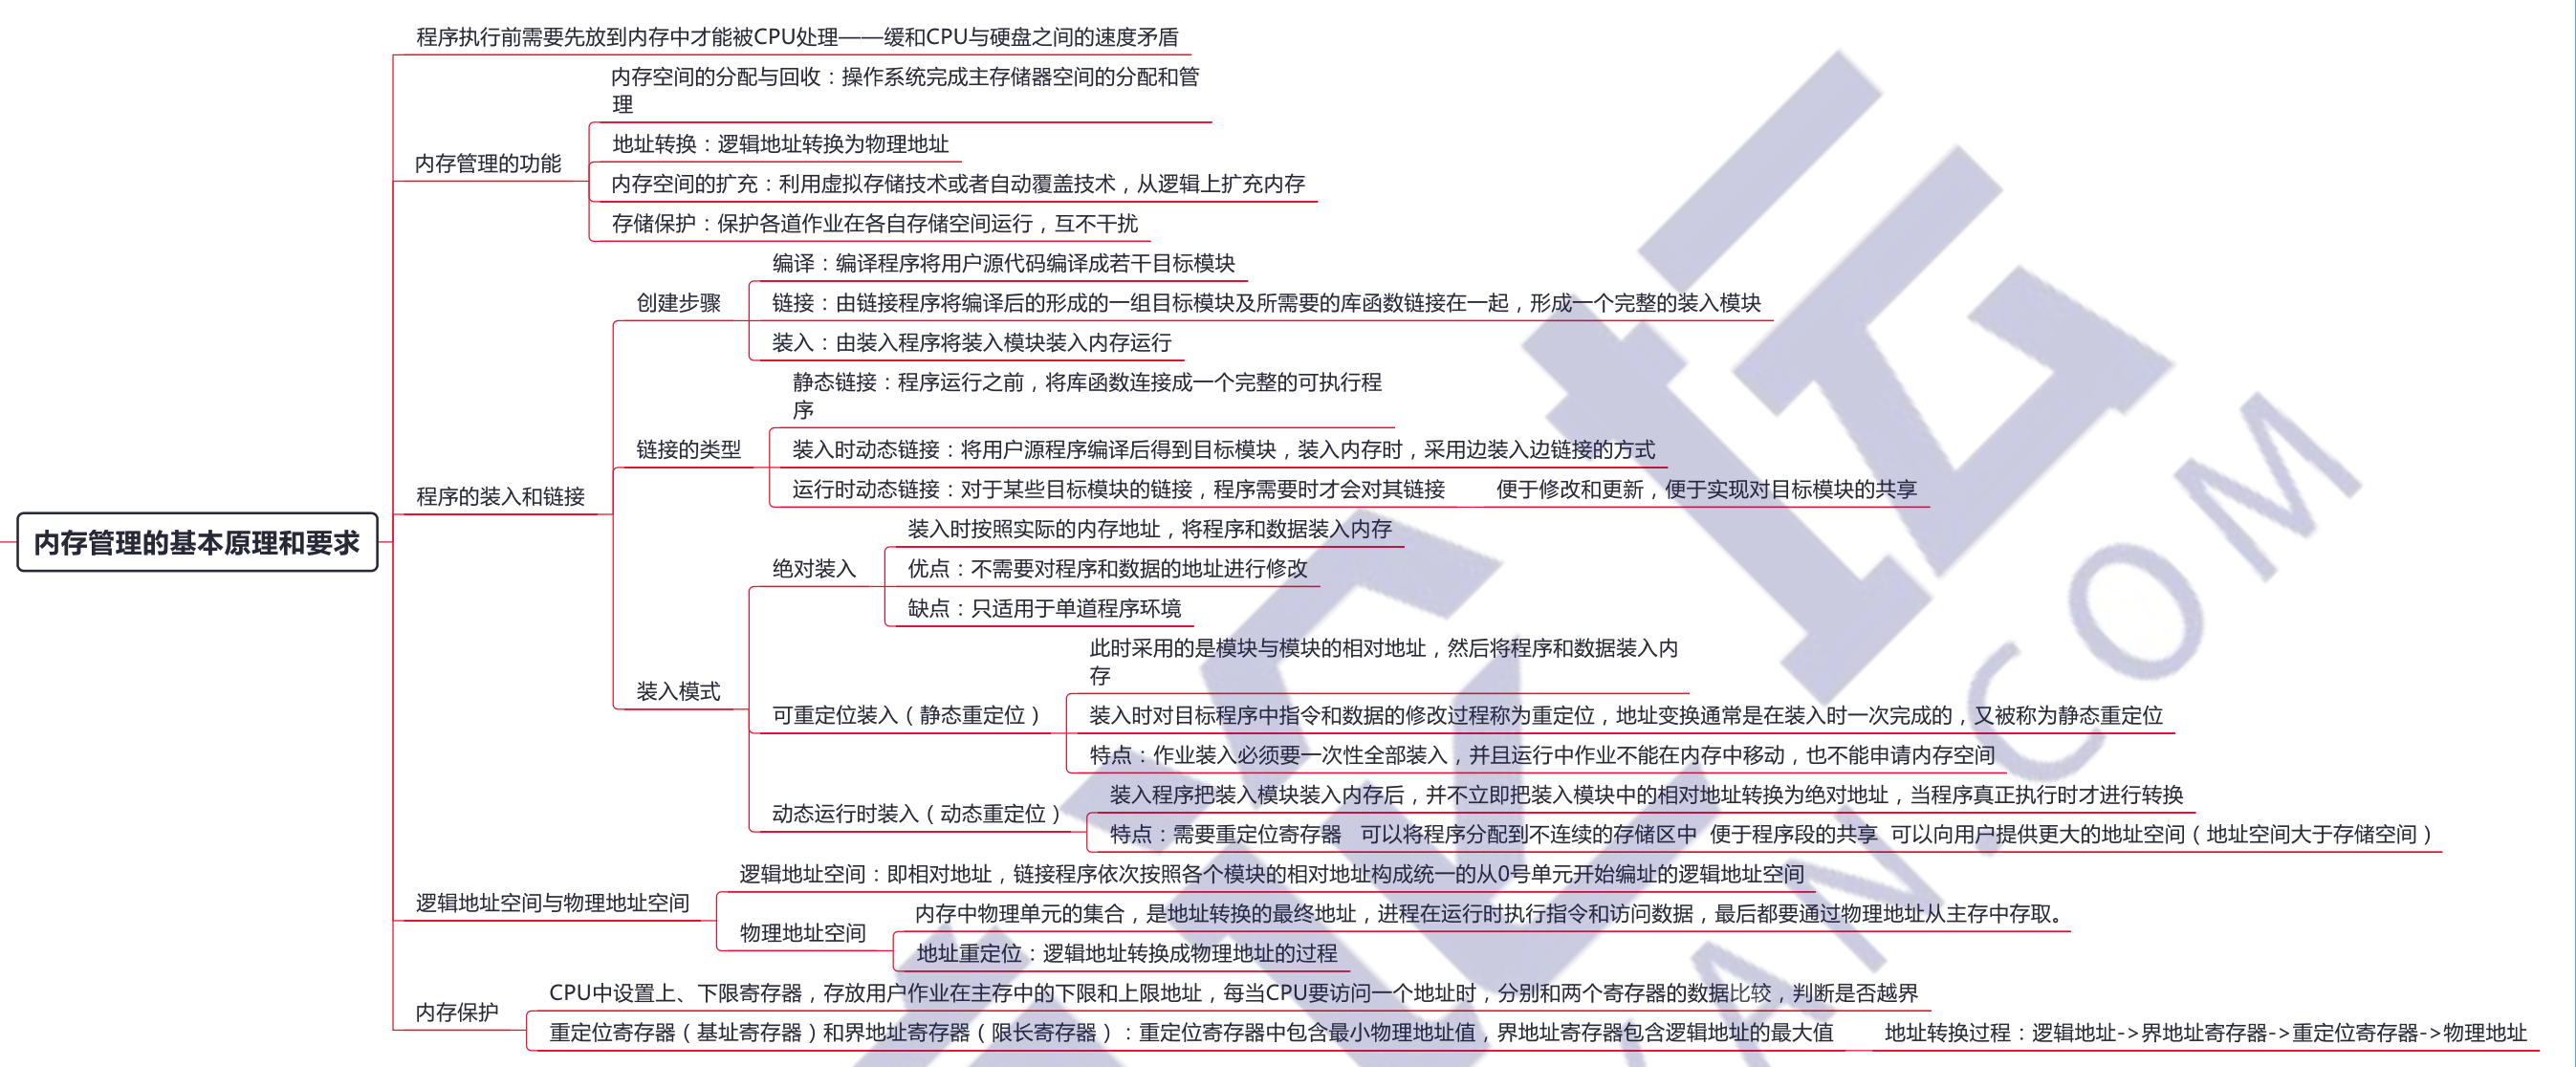 程序执行前需要先放到内存中才能被CPU处理——缓和CPU与硬盘之间的速度矛盾
内存空间的分配与回收：操作系统完成主存储器空间的分配和管
理
内存管理的功能
地址转换：逻辑地址转换为物理地址
内存空间的扩充：利用虚拟存储技术或者自动覆盖技术，从逻辑上扩充内存
存储保护：保护各道作业在各自存储空间运行，互不干扰
编译：编译程序将用户源代码编译成若干目标模块
创建步骤
链接：由链接程序将编译后的形成的一组目标模块及所需要的库函数链接在一起，形成一个完整的装入模块
装入：由装入程序将装入模块装入内存运行
静态链接：程序运行之前，将库函数连接成一个完整的可执行程
序
链接的类型
装入时动态链接：将用户源程序编译后得到目标模块，装入内存时，采用边装入边链接的方式
运行时动态链接：对于某些目标模块的链接，程序需要时才会对其链接
便于修改和更新，便于实现对目标模块的共享
程序的装入和链接
内存管理的基本原理和要求
装入时按照实际的内存地址，将程序和数据装入内存
绝对装入
优点：不需要对程序和数据的地址进行修改
缺点：只适用于单道程序环境
装入模式
此时采用的是模块与模块的相对地址，然后将程序和数据装入内
存
可重定位装入（静态重定位）
装入时对目标程序中指令和数据的修改过程称为重定位，地址变换通常是在装入时一次完成的，又被称为静态重定位
特点：作业装入必须要一次性全部装入，并且运行中作业不能在内存中移动，也不能申请内存空间
动态运行时装入（动态重定位）
装入程序把装入模块装入内存后，并不立即把装入模块中的相对地址转换为绝对地址，当程序真正执行时才进行转换
特点：需要重定位寄存器 可以将程序分配到不连续的存储区中 便于程序段的共享 可以向用户提供更大的地址空间（地址空间大于存储空间）
逻辑地址空间与物理地址空间
逻辑地址空间：即相对地址，链接程序依次按照各个模块的相对地址构成统一的从0号单元开始编址的逻辑地址空间
物理地址空间
内存中物理单元的集合，是地址转换的最终地址，进程在运行时执行指令和访问数据，最后都要通过物理地址从主存中存取。
地址重定位：逻辑地址转换成物理地址的过程
内存保护
CPU中设置上、下限寄存器，存放用户作业在主存中的下限和上限地址，每当CPU要访问一个地址时，分别和两个寄存器的数据比较，判断是否越界
重定位寄存器（基址寄存器）和界地址寄存器（限长寄存器）：重定位寄存器中包含最小物理地址值，界地址寄存器包含逻辑地址的最大值
地址转换过程：逻辑地址->界地址寄存器->重定位寄存器->物理地址
AN.COM